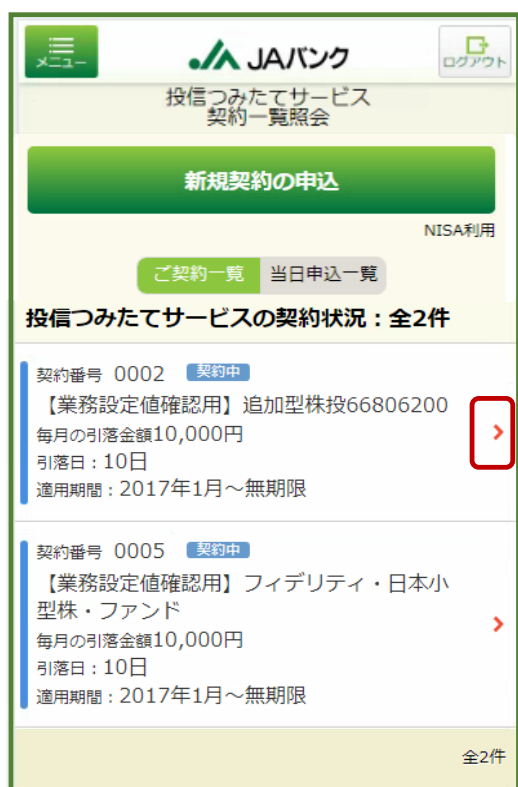 メニュー
JAバンク
ログアウト
投信つみたてサービス
契約一覧照会
新規契約の申込
NISA利用
ご契約一覧
当日申込一覧
投信つみたてサービスの契約状況：全2件
契約番号 0002 契約中
【業務設定値確認用】追加型株投66806200
毎月の引落金額10,000円
引落日：10日
適用期間：2017年1月～無期限
契約番号 0005 契約中
【業務設定値確認用】フィデリティ・日本小
型株・ファンド
毎月の引落金額10,000円
引落日：10日
適用期間：2017年1月～無期限
全2件